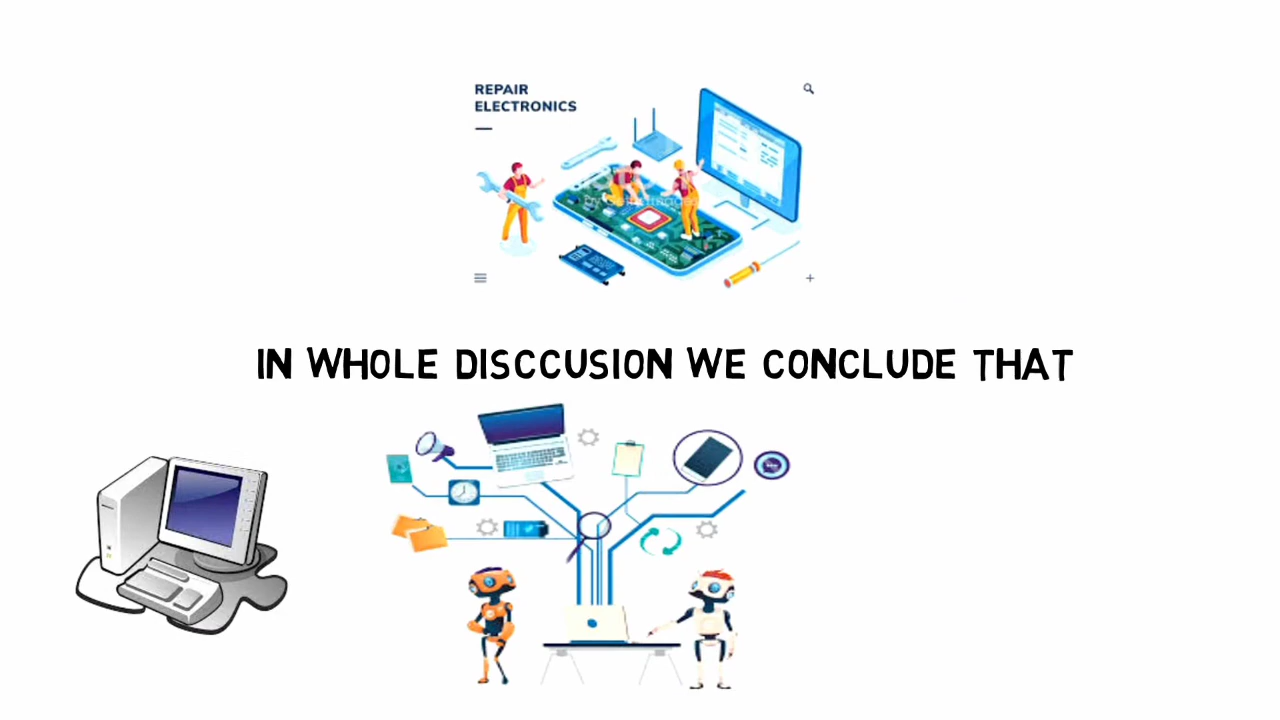 REPAIR
ELECTRONICS
IN WHOLE DISCCUSION WE CONCLUDE THAT